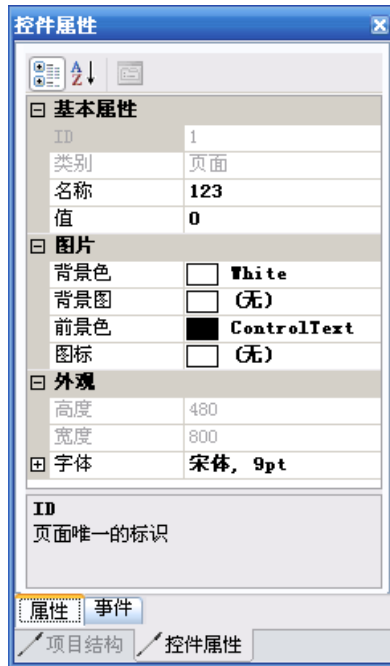 控件属性
基本属性
ID 1
类别 页面
名称 123
值 0
图片
背景色 White
背景图 (无)
前景色 ControlText
图标 (无)
外观
高度 480
宽度 800
字体 宋体, 9pt
ID
页面唯一的标识
属性 事件
项目结构 控件属性